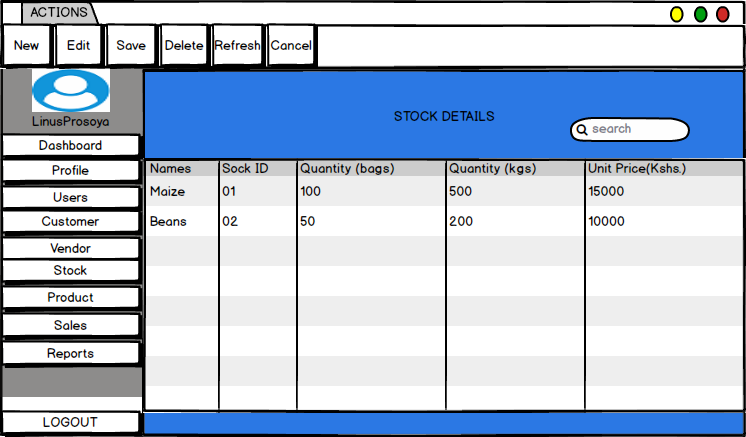 ACTIONS
New Edit Save Delete Refresh Cancel
LinusProsoya
STOCK DETAILS
search
Dashboard
Profile
Users
Customer
Vendor
Stock
Product
Sales
Reports
LOGOUT
Names Sock ID Quantity (bags) Quantity (kgs) Unit Price(Kshs.)
Maize 01 100 500 15000
Beans 02 50 200 10000